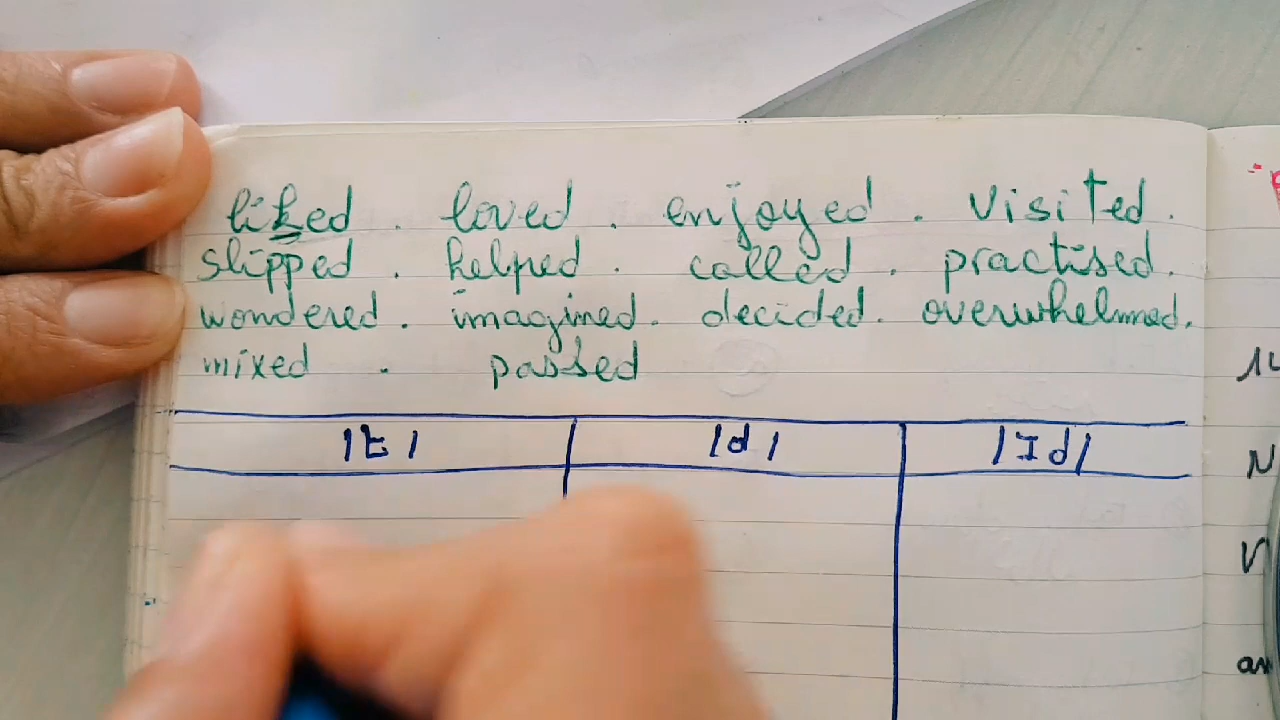 liked . loved . enjoyed . visited .
slipped . helped . called . practised .
wondered . imagined . decided . overwhelmed .
mixed . passed
/t/ /d/ /Id/